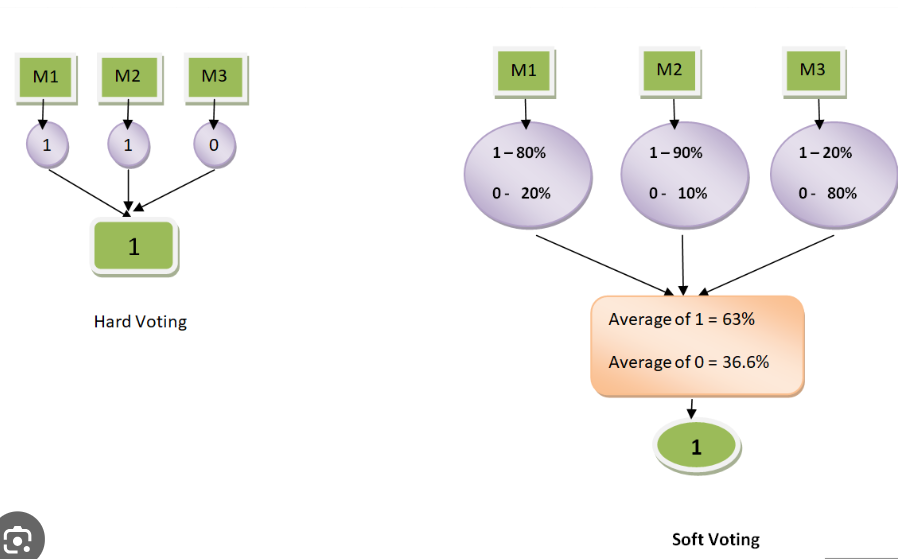 M1 M2 M3
1 1 0
1
Hard Voting
M1 M2 M3
1 – 80% 1 – 90% 1 – 20%
0 - 20% 0 - 10% 0 - 80%
Average of 1 = 63%
Average of 0 = 36.6%
1
Soft Voting